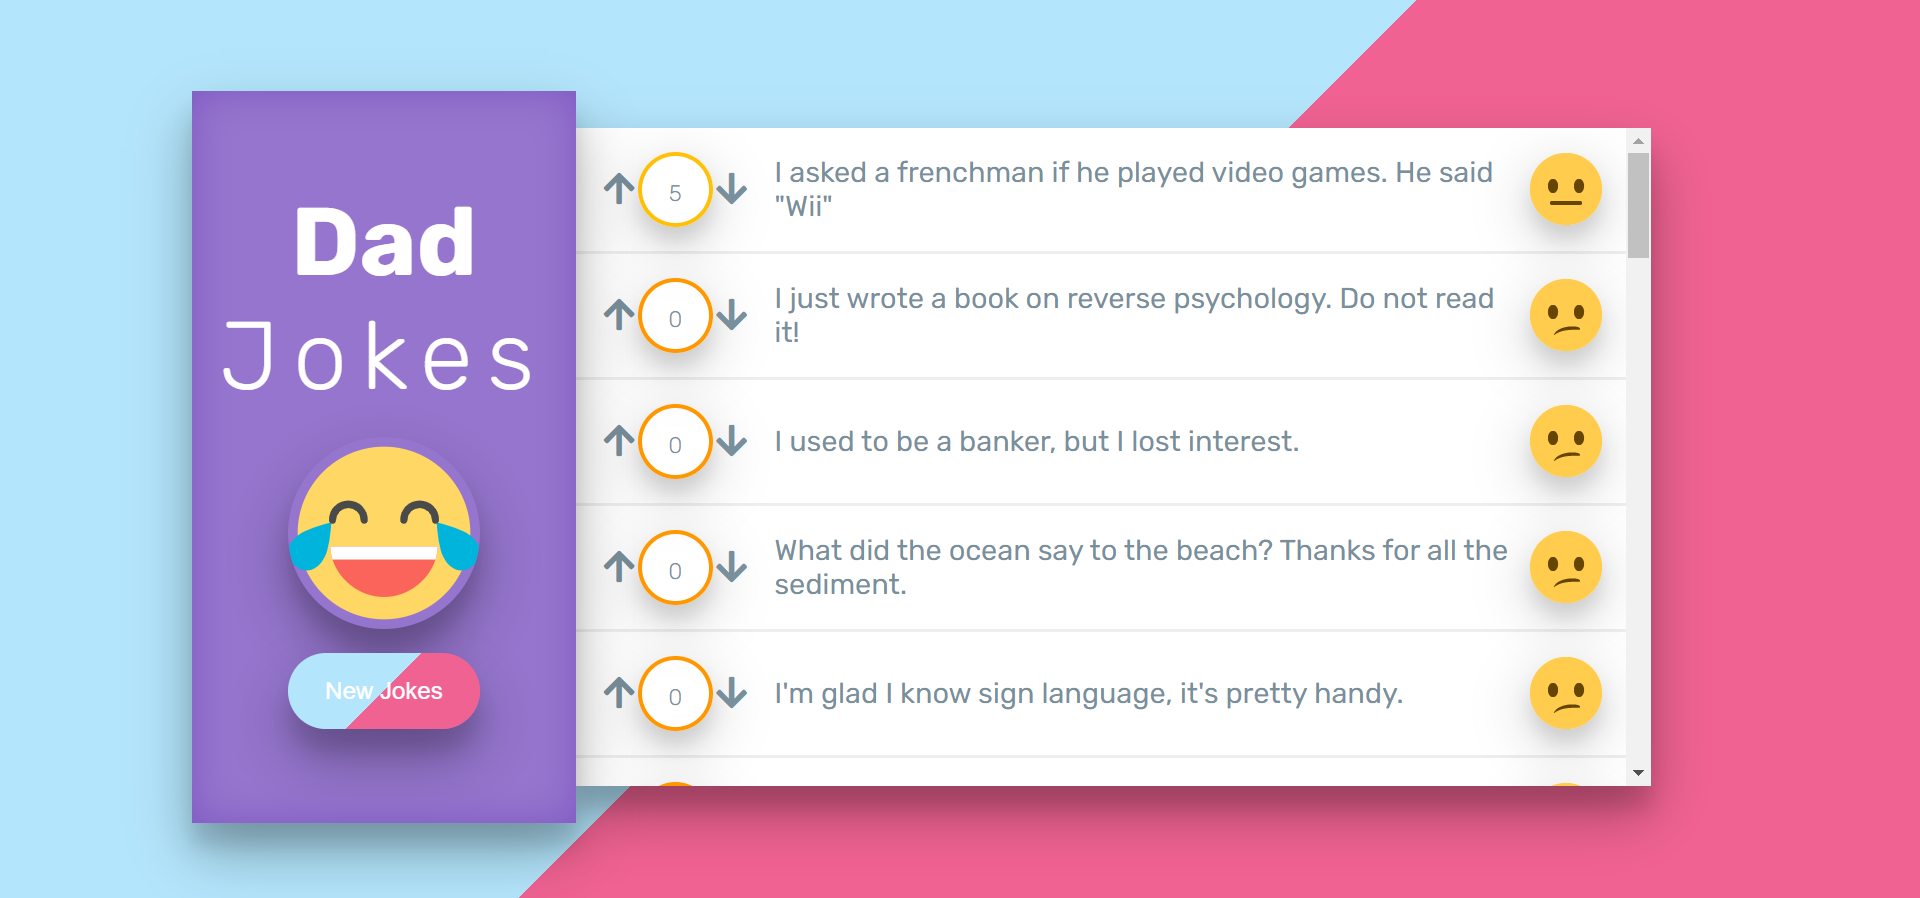 Dad
Jokes
New Jokes
5
I asked a frenchman if he played video games. He said
"Wii"
0
I just wrote a book on reverse psychology. Do not read
it!
0
I used to be a banker, but I lost interest.
0
What did the ocean say to the beach? Thanks for all the
sediment.
0
I'm glad I know sign language, it's pretty handy.